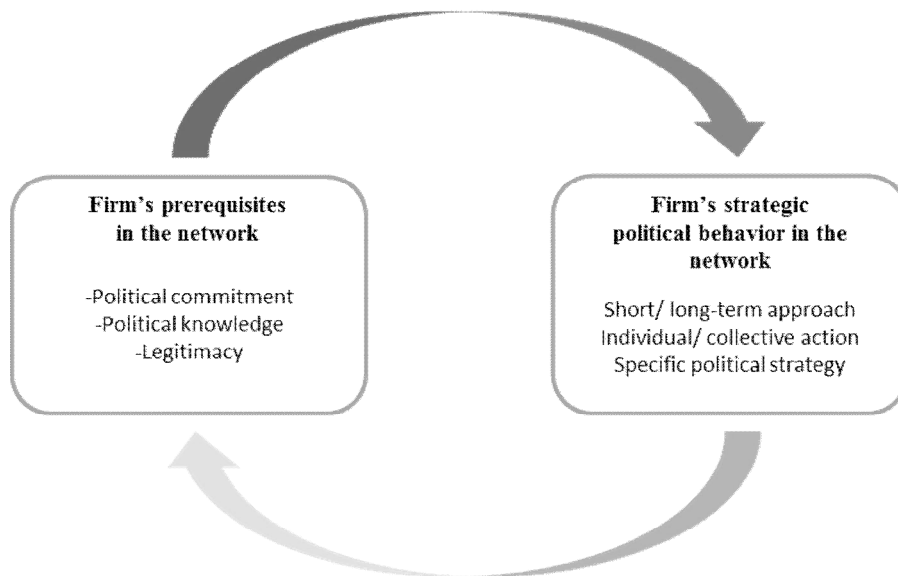 Firm's prerequisites
in the network
-Political commitment
-Political knowledge
-Legitimacy
Firm's strategic
political behavior in the
network
Short/ long-term approach
Individual/ collective action
Specific political strategy